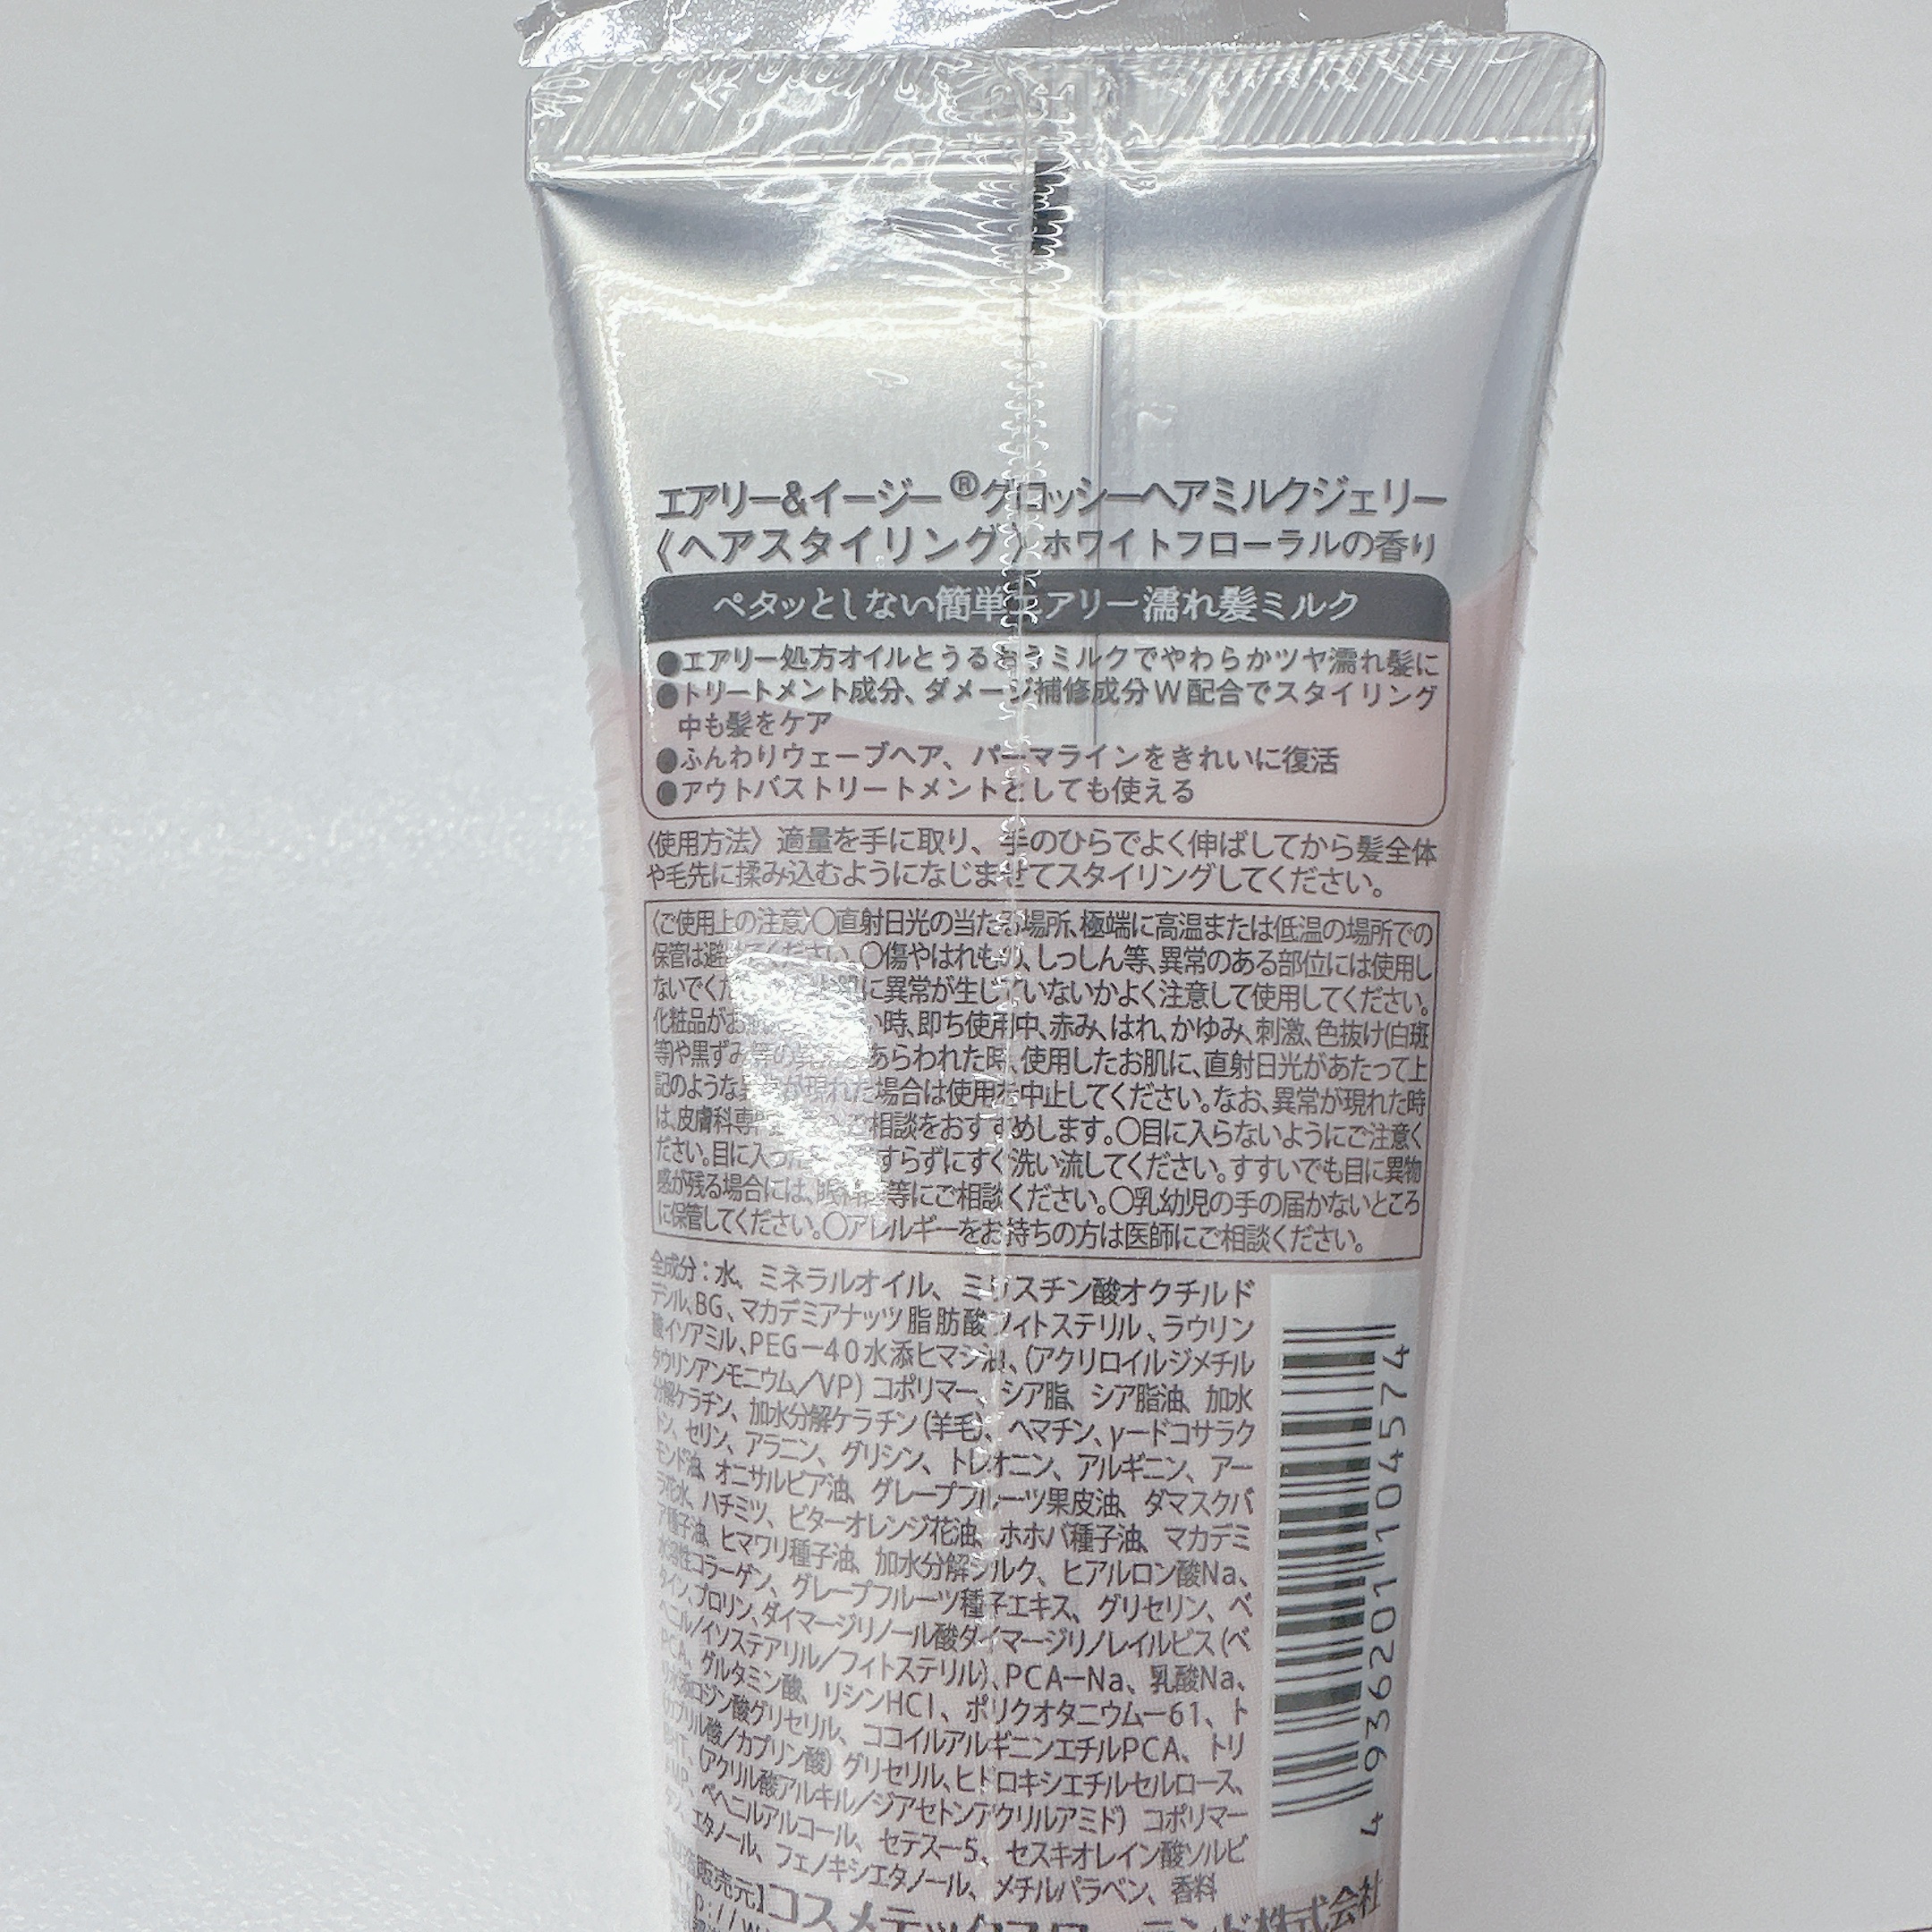 エアリー&イージー®グロッシーヘアミルクジェリー
〈ヘアスタイリング〉ホワイトフローラルの香り
ペタッとしない簡単エアリー濡れ髪ミルク
●エアリー処方オイルとうるおうミルクでやわらかツヤ濡れ髪に
●トリートメント成分、ダメージ補修成分W配合でスタイリング
中も髪をケア
●ふんわりウェーブヘア、パーマラインをきれいに復活
●アウトバストリートメントとしても使える
〈使用方法〉適量を手に取り、手のひらでよく伸ばしてから髪全体
や毛先に揉み込むようになじませてスタイリングしてください。
〈ご使用上の注意〉〇直射日光の当たる場所、極端に高温または低温の場所での
保管は避けてください。〇傷やはれもの、しっしん等、異常のある部位には使用し
ないでくだ に異常が生じていないかよく注意して使用してください。
化粧品がお い時、即ち使用中、赤み、はれ、かゆみ、刺激、色抜け(白斑
等)や黒ずみ等の あらわれた時、使用したお肌に、直射日光があたって上
記のような異常が現れた場合は使用を中止してください。なお、異常が現れた時
は、皮膚科専 ご相談をおすすめします。〇目に入らないようにご注意く
ださい。目に入った すらずにすぐ洗い流してください。すすいでも目に異物
感が残る場合には、眼科 等にご相談ください。〇乳幼児の手の届かないところ
に保管してください。〇アレルギーをお持ちの方は医師にご相談ください。
全成分:水、ミネラルオイル、ミリスチン酸オクチルド
デシル、BG、マカデミアナッツ脂肪酸フィトステリル、ラウリン
酸イソアミル、PEG－40水添ヒマシ油、(アクリロイルジメチル
タウリンアンモニウム/VP)コポリマー、シア脂、シア脂油、加水
分解ケラチン、加水分解ケラチン(羊毛)、ヘマチン、γードコサラク
トン、セリン、アラニン、グリシン、トレオニン、アルギニン、アー
モンド油、オニサルビア油、グレープフルーツ果皮油、ダマスクバ
ラ花水、ハチミツ、ビターオレンジ花油、ホホバ種子油、マカデミ
ア種子油、ヒマワリ種子油、加水分解シルク、ヒアルロン酸Na、
水溶性コラーゲン、グレープフルーツ種子エキス、グリセリン、ベ
タイン、プロリン、ダイマージリノール酸ダイマージリノレイルビス(ベ
ヘニル/イソステアリル/フィトステリル)、PCA－Na、乳酸Na、
PCA、グルタミン酸、リシンHCl、ポリクオタニウム－61、ト
リ水添ロジン酸グリセリル、ココイルアルギニンエチルPCA、トリ
(カプリル酸/カプリン酸)グリセリル、ヒドロキシエチルセルロース、
BHT、(アクリル酸アルキル/ジアセトンアクリルアミド)コポリマー
AMP、ベヘニルアルコール、セテス－5、セスキオレイン酸ソルビ
タン、エタノール、フェノキシエタノール、メチルパラベン、香料
販売元】コスメテックスローランド株式会社
4 936201 104574